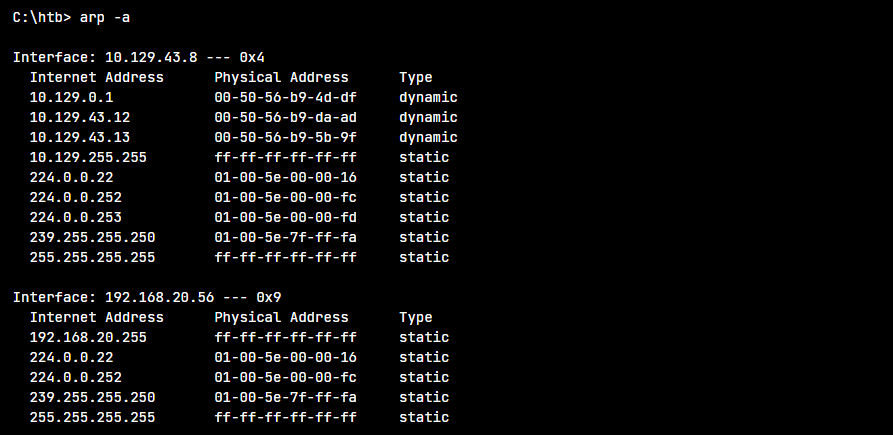 C:\htb> arp -a
Interface: 10.129.43.8 --- 0x4
Internet Address Physical Address Type
10.129.0.1 00-50-56-b9-4d-df dynamic
10.129.43.12 00-50-56-b9-da-ad dynamic
10.129.43.13 00-50-56-b9-5b-9f dynamic
10.129.255.255 ff-ff-ff-ff-ff-ff static
224.0.0.22 01-00-5e-00-00-16 static
224.0.0.252 01-00-5e-00-00-fc static
224.0.0.253 01-00-5e-00-00-fd static
239.255.255.250 01-00-5e-7f-ff-fa static
255.255.255.255 ff-ff-ff-ff-ff-ff static
Interface: 192.168.20.56 --- 0x9
Internet Address Physical Address Type
192.168.20.255 ff-ff-ff-ff-ff-ff static
224.0.0.22 01-00-5e-00-00-16 static
224.0.0.252 01-00-5e-00-00-fc static
239.255.255.250 01-00-5e-7f-ff-fa static
255.255.255.255 ff-ff-ff-ff-ff-ff static